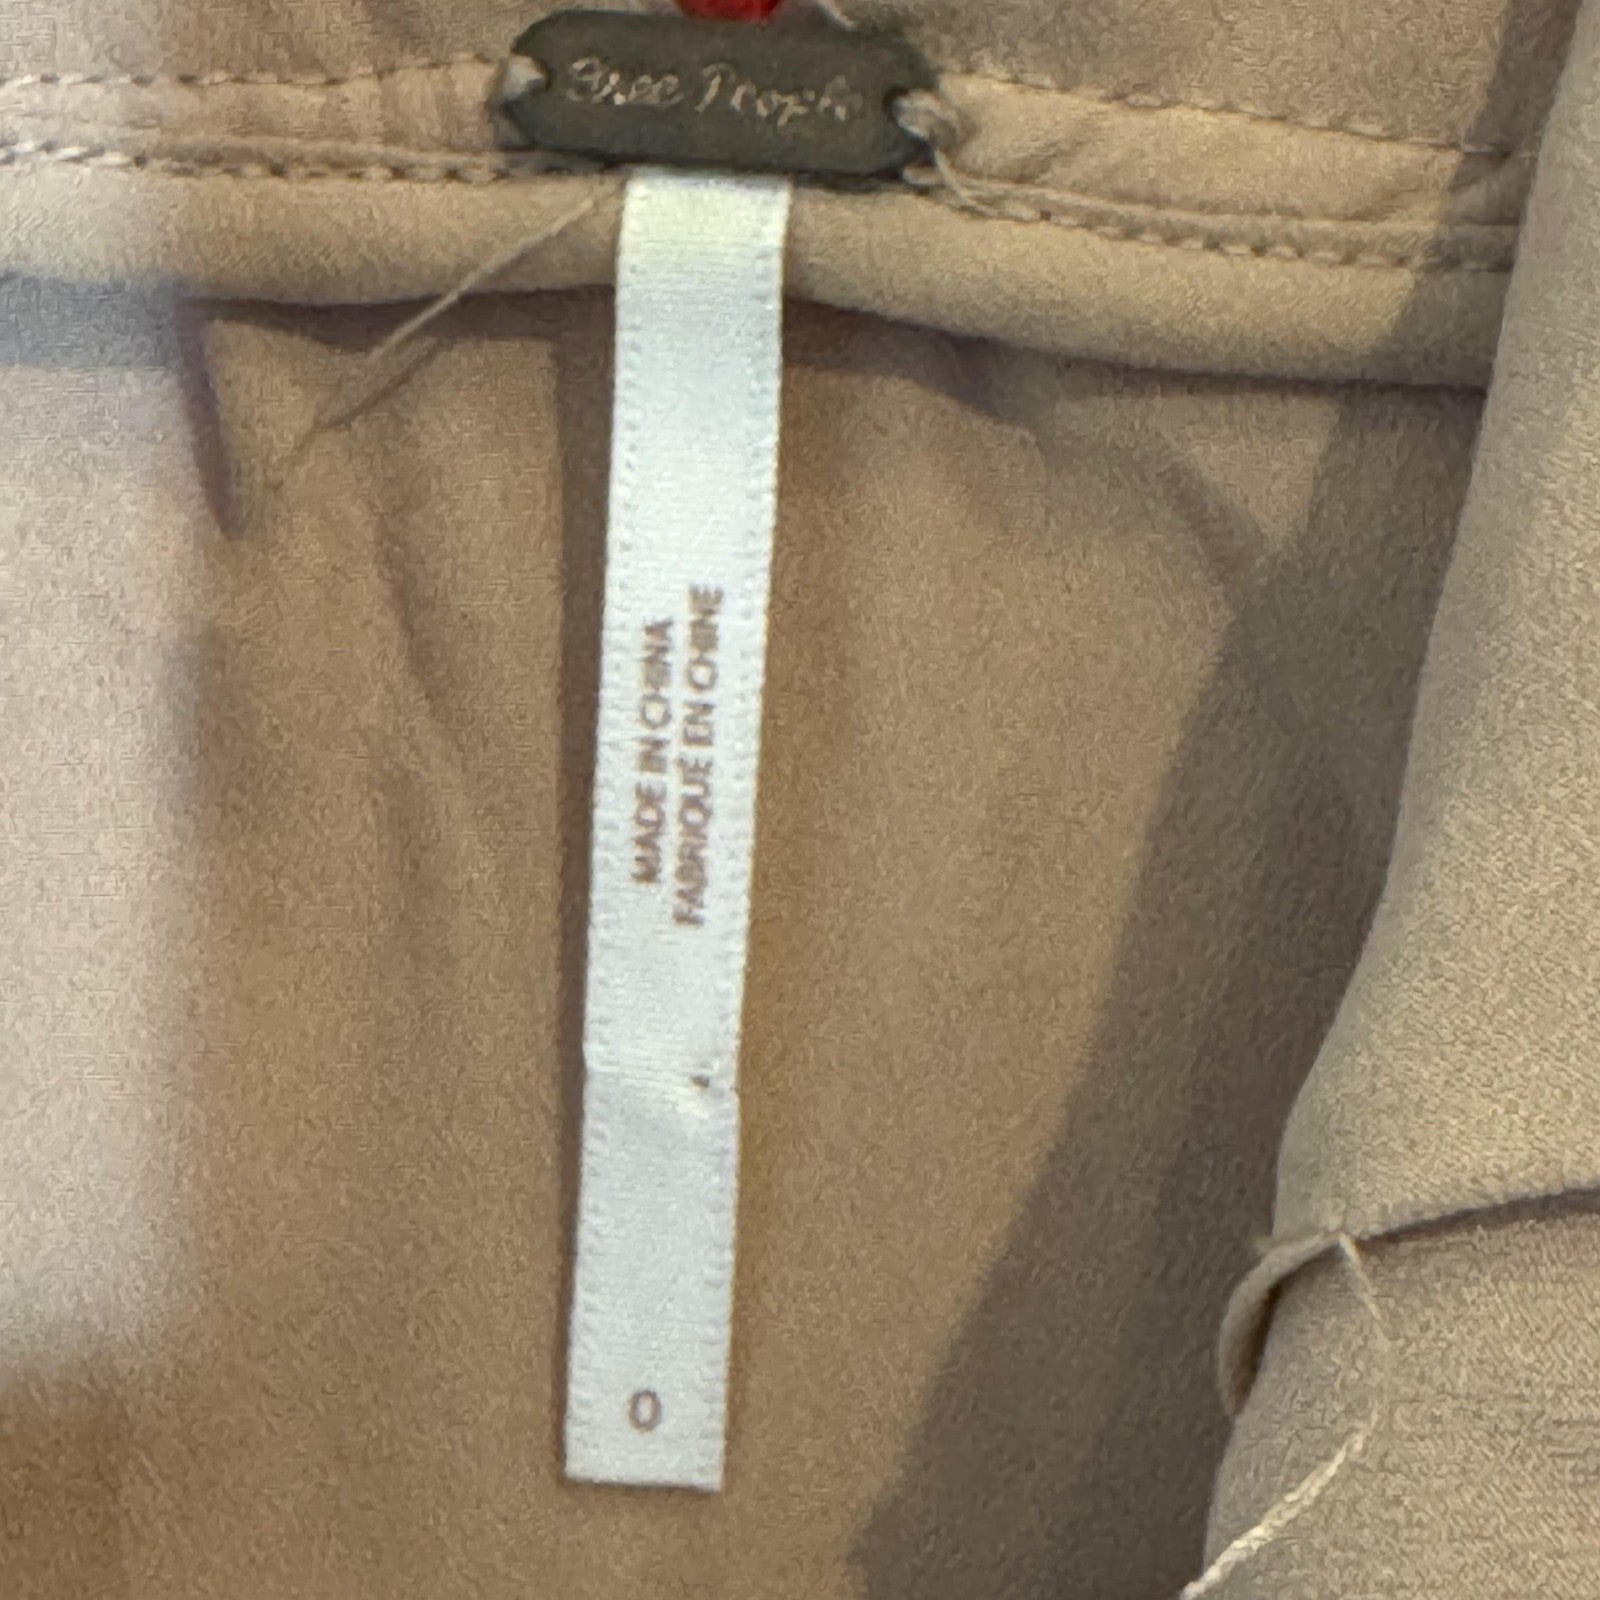 Free People
MADE IN CHINA
FABRIQUÉ EN CHINE
0